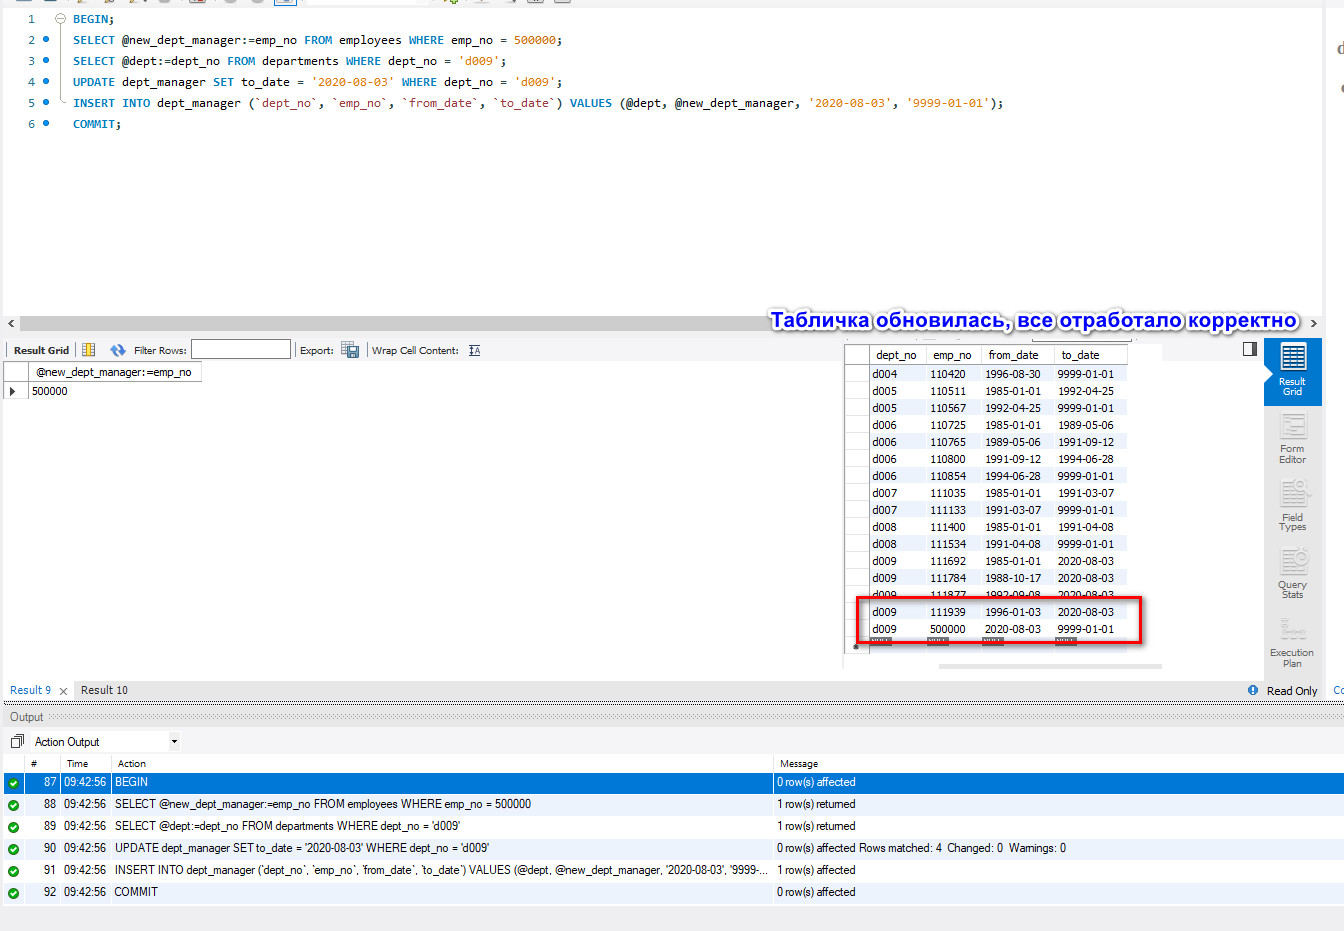 1 BEGIN;
2 SELECT @new_dept_manager:=emp_no FROM employees WHERE emp_no = 500000;
3 SELECT @dept:=dept_no FROM departments WHERE dept_no = 'd009';
4 UPDATE dept_manager SET to_date = '2020-08-03' WHERE dept_no = 'd009';
5 INSERT INTO dept_manager (`dept_no`, `emp_no`, `from_date`, `to_date`) VALUES (@dept, @new_dept_manager, '2020-08-03', '9999-01-01');
6 COMMIT;
Табличка обновилась, все отработало корректно
Result Grid Filter Rows: Export: Wrap Cell Content:
@new_dept_manager:=emp_no
500000
dept_no emp_no from_date to_date
d004 110420 1996-08-30 9999-01-01
d005 110511 1985-01-01 1992-04-25
d005 110567 1992-04-25 9999-01-01
d006 110725 1985-01-01 1989-05-06
d006 110765 1989-05-06 1991-09-12
d006 110800 1991-09-12 1994-06-28
d006 110854 1994-06-28 9999-01-01
d007 111035 1985-01-01 1991-03-07
d007 111133 1991-03-07 9999-01-01
d008 111400 1985-01-01 1991-04-08
d008 111534 1991-04-08 9999-01-01
d009 111692 1985-01-01 2020-08-03
d009 111784 1988-10-17 2020-08-03
d009 111877 1992-09-08 2020-08-03
d009 111939 1996-01-03 2020-08-03
d009 500000 2020-08-03 9999-01-01
Result
Grid
Form
Editor
Field
Types
Query
Stats
Execution
Plan
Result 9 Result 10
Read Only
Output
Action Output
# Time Action Message
87 09:42:56 BEGIN 0 row(s) affected
88 09:42:56 SELECT @new_dept_manager:=emp_no FROM employees WHERE emp_no = 500000 1 row(s) returned
89 09:42:56 SELECT @dept:=dept_no FROM departments WHERE dept_no = 'd009' 1 row(s) returned
90 09:42:56 UPDATE dept_manager SET to_date = '2020-08-03' WHERE dept_no = 'd009' 0 row(s) affected Rows matched: 4 Changed: 0 Warnings: 0
91 09:42:56 INSERT INTO dept_manager (`dept_no`, `emp_no`, `from_date`, `to_date`) VALUES (@dept, @new_dept_manager, '2020-08-03', '9999-... 1 row(s) affected
92 09:42:56 COMMIT 0 row(s) affected